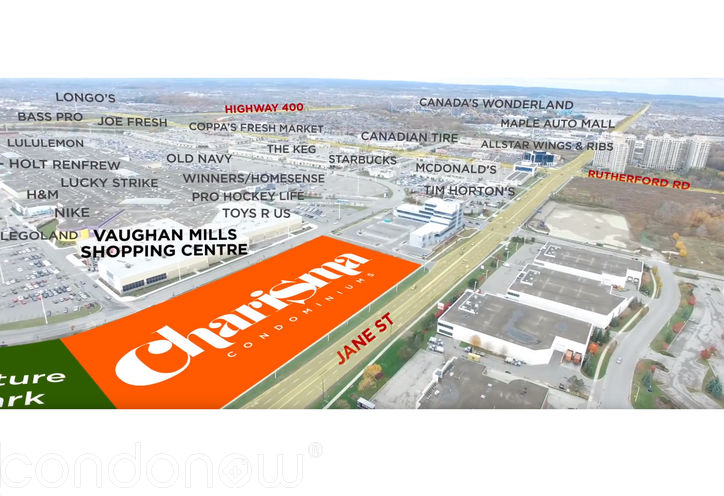 LONGO'S
HIGHWAY 400
CANADA'S WONDERLAND
BASS PRO
JOE FRESH
COPPA'S FRESH MARKET
MAPLE AUTO MALL
CANADIAN TIRE
LULULEMON
THE KEG
ALLSTAR WINGS & RIBS
HOLT RENFREW
OLD NAVY
STARBUCKS
MCDONALD'S
RUTHERFORD RD
LUCKY STRIKE
WINNERS/HOMESENSE
TIM HORTON'S
H&M
PRO HOCKEY LIFE
NIKE
TOYS R US
LEGOLAND
VAUGHAN MILLS
SHOPPING CENTRE
Charisma
CONDOMINIUMS
JANE ST
ture
rk
condonow®